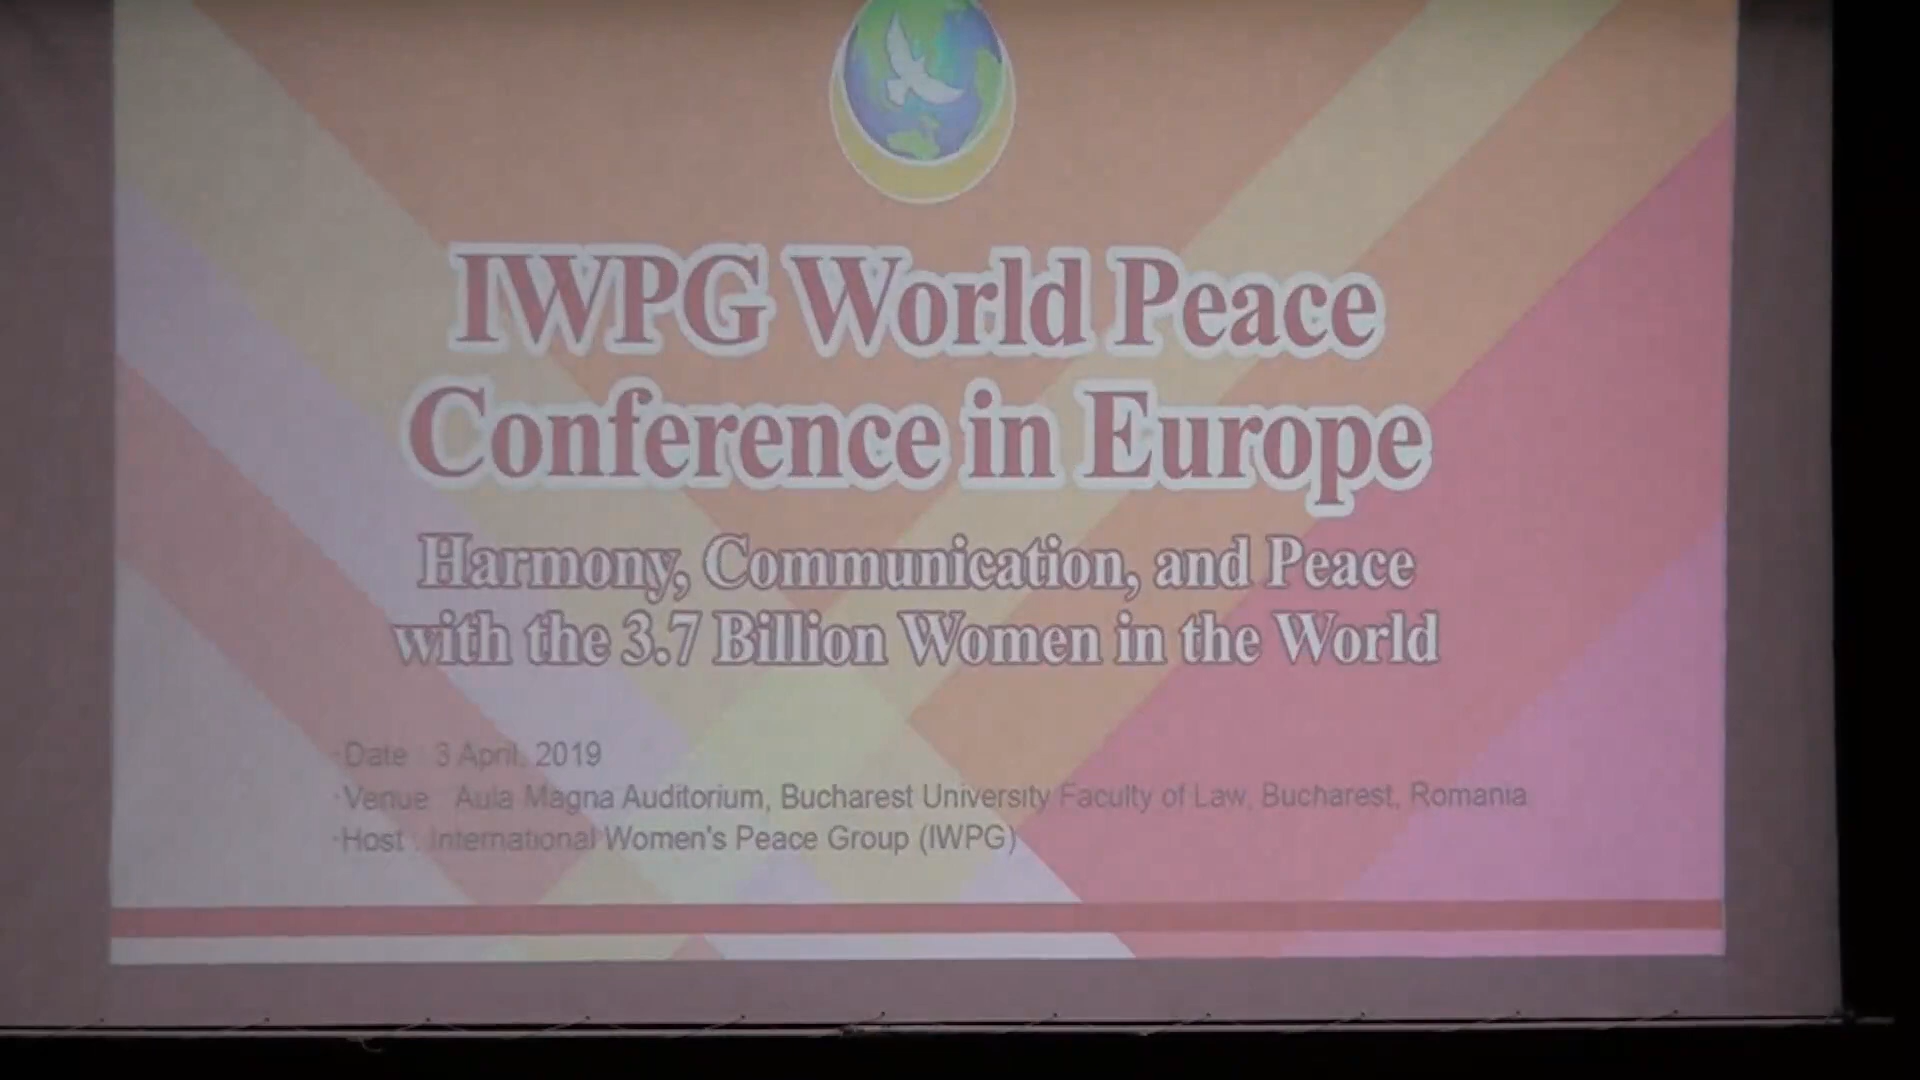 IWPG World Peace
Conference in Europe
Harmony, Communication, and Peace
with the 3.7 Billion Women in the World
·Date : 3 April, 2019
·Venue : Aula Magna Auditorium, Bucharest University Faculty of Law, Bucharest, Romania
·Host : International Women's Peace Group (IWPG)